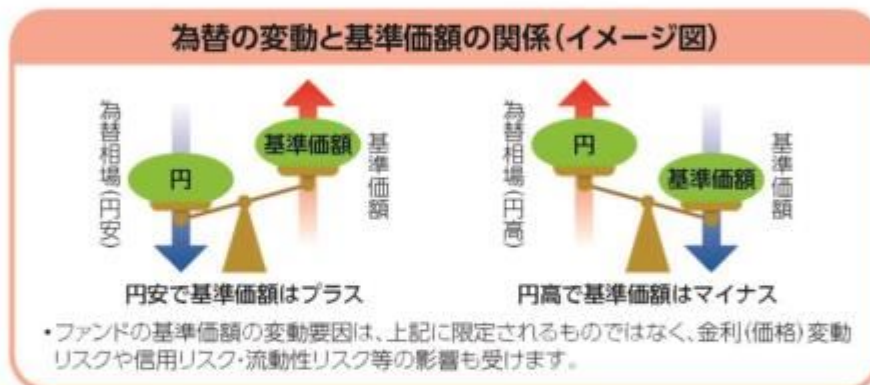 為替の変動と基準価額の関係(イメージ図)
為替相場(円安)
円
基準価額
基準価額
円安で基準価額はプラス
為替相場(円高)
円
基準価額
基準価額
円高で基準価額はマイナス
・ファンドの基準価額の変動要因は、上記に限定されるものではなく、金利(価格)変動
リスクや信用リスク・流動性リスク等の影響も受けます。